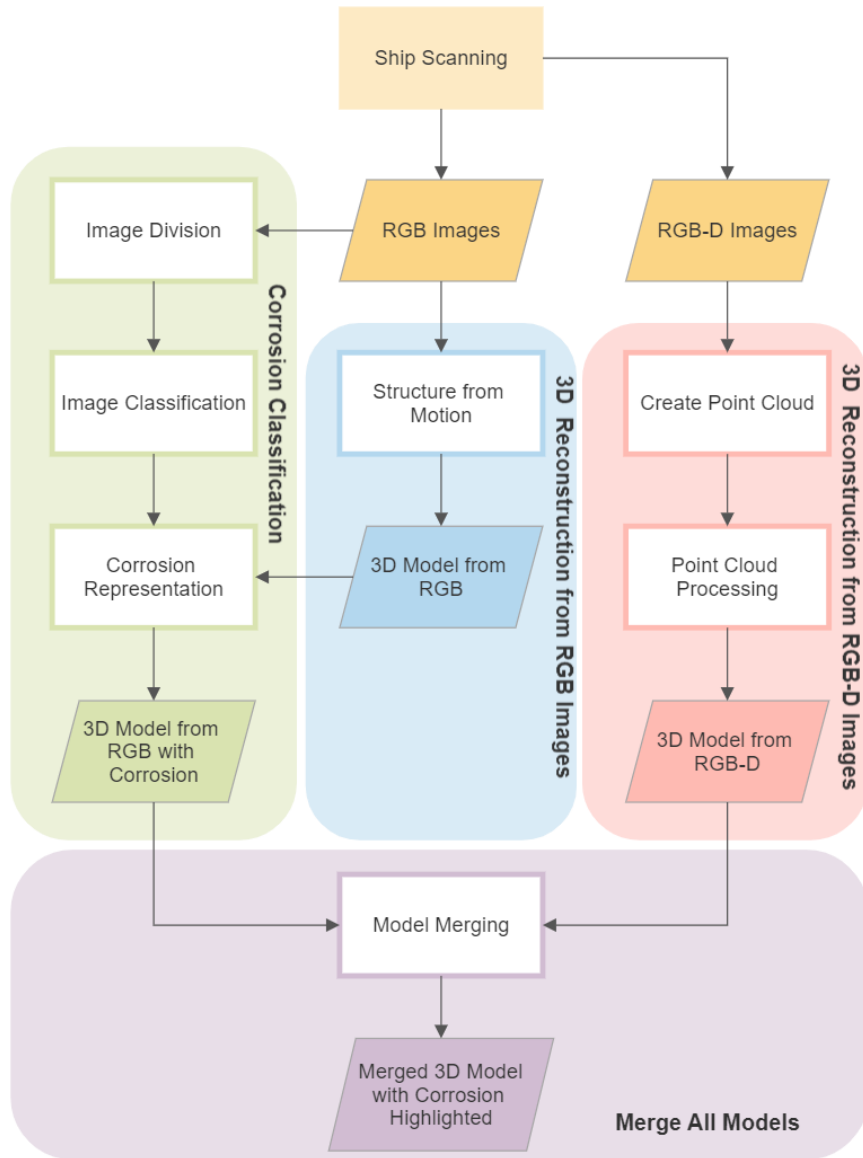 Ship Scanning
RGB Images
RGB-D Images
Image Division
Image Classification
Corrosion
Representation
3D Model from
RGB with
Corrosion
Corrosion Classification
Structure from
Motion
3D Model from
RGB
3D Reconstruction from RGB Images
Create Point Cloud
Point Cloud
Processing
3D Model from
RGB-D
3D Reconstruction from RGB-D Images
Model Merging
Merged 3D Model
with Corrosion
Highlighted
Merge All Models